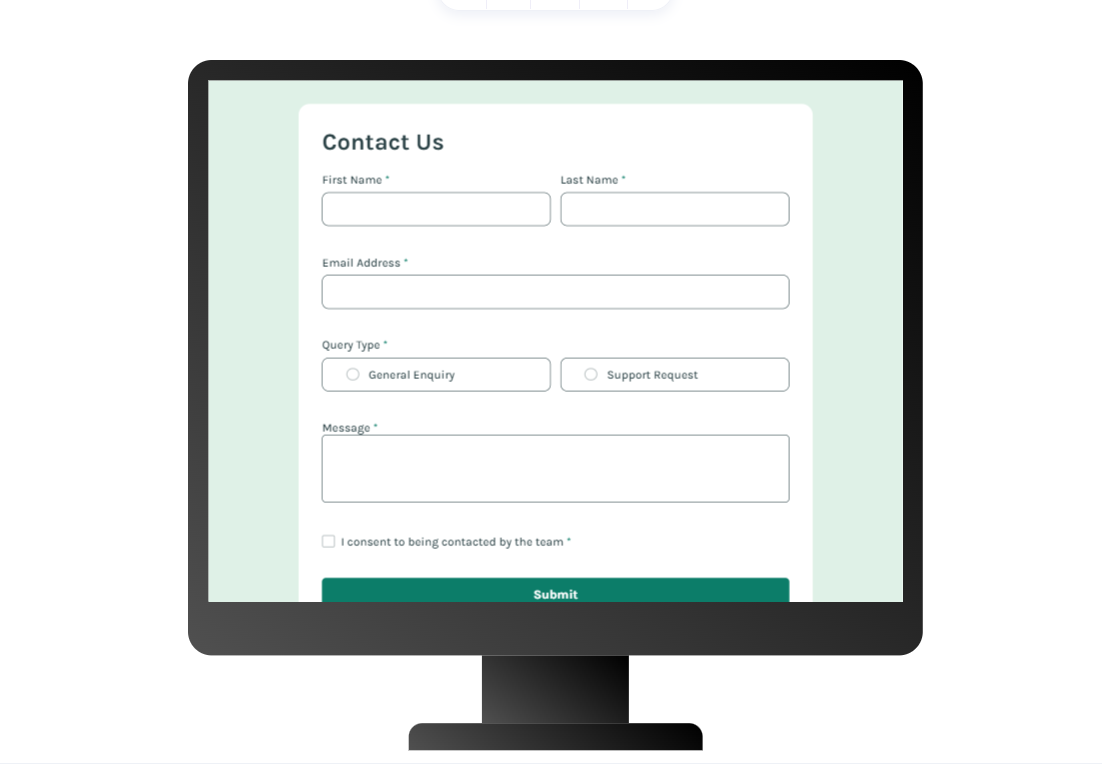 Contact Us
First Name * Last Name *
Email Address *
Query Type *
General Enquiry Support Request
Message *
I consent to being contacted by the team *
Submit